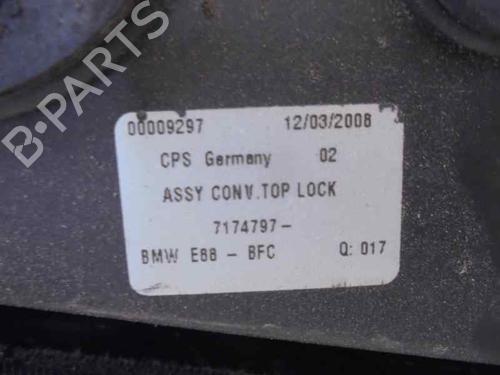 00009297 12/03/2008
CPS Germany 02
ASSY CONV.TOP LOCK
7174797-
BMW E88 - BFC Q: 017
B-PARTS